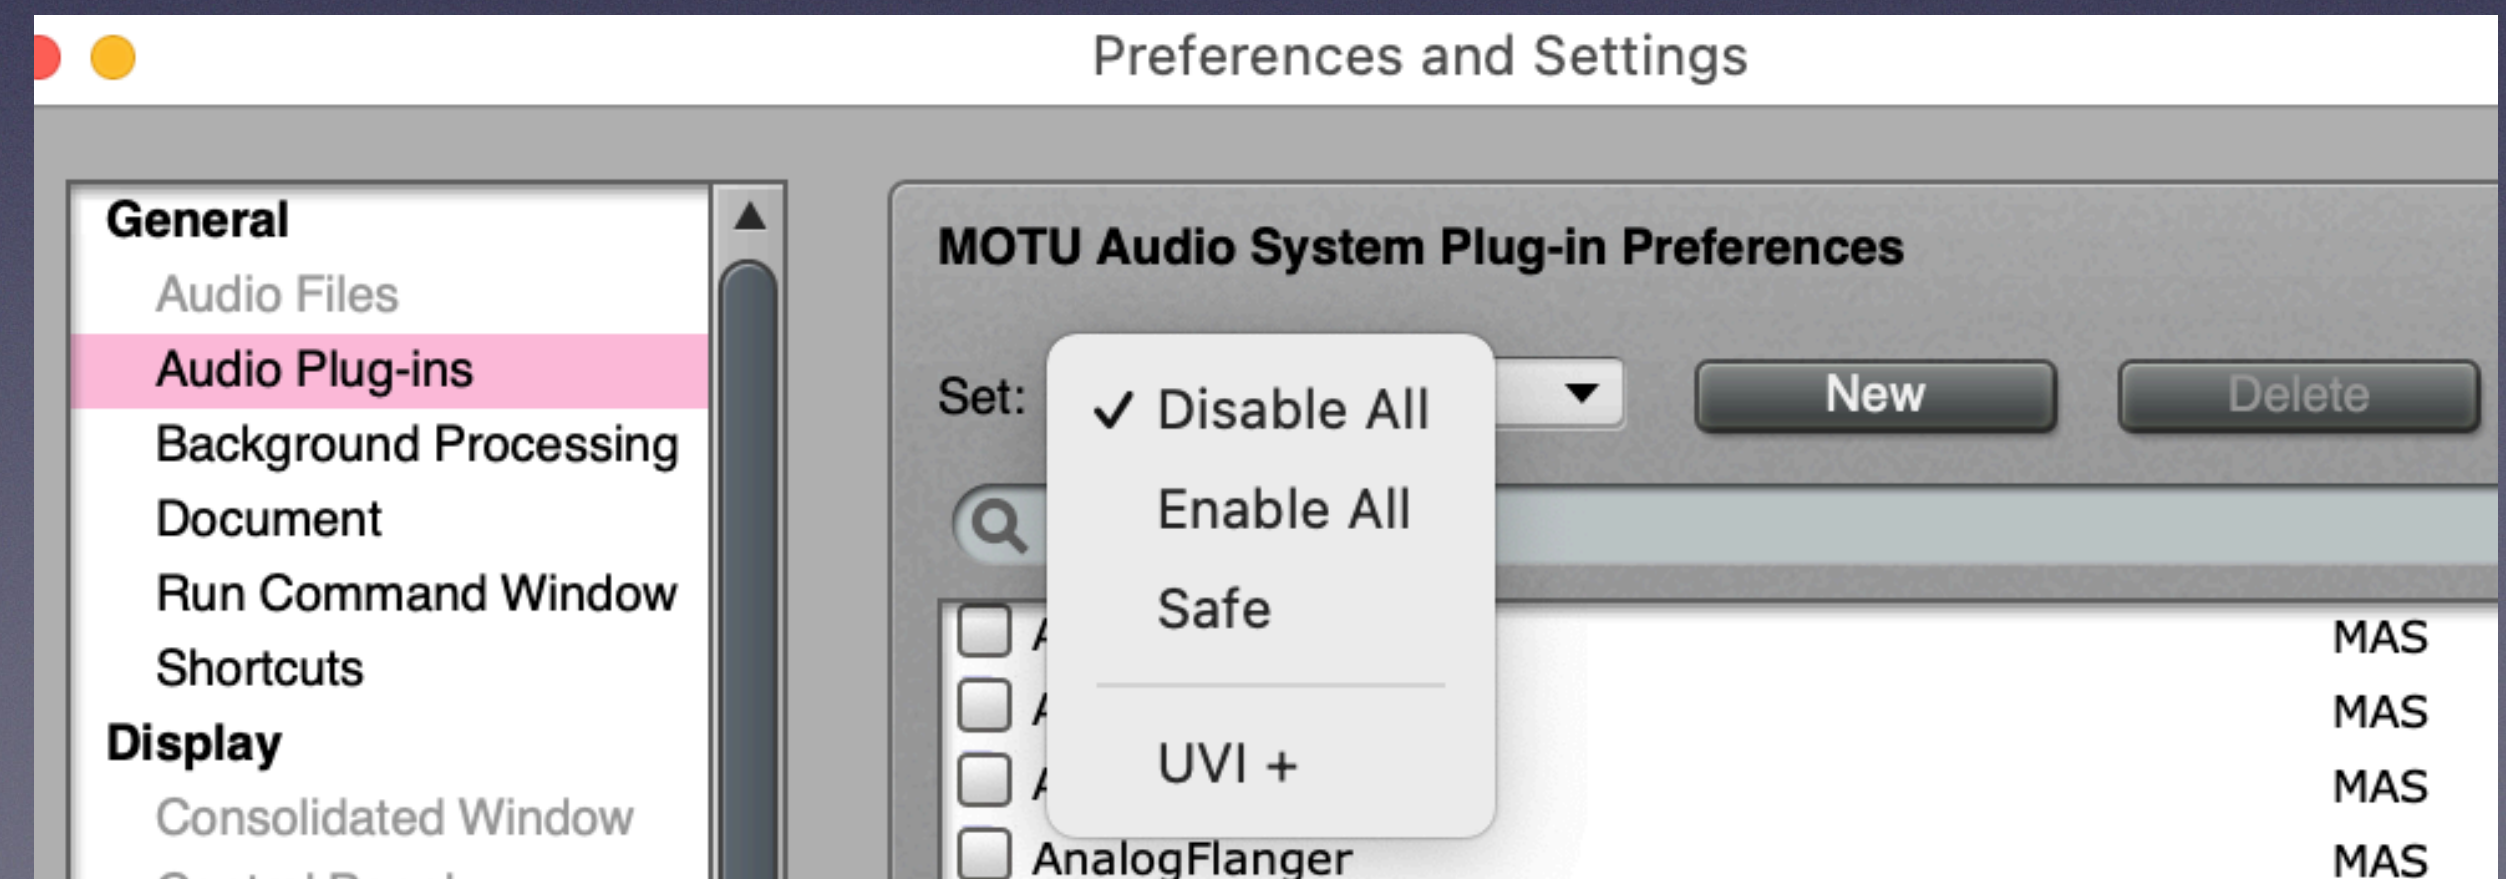 Preferences and Settings
General
Audio Files
Audio Plug-ins
Background Processing
Document
Run Command Window
Shortcuts
Display
Consolidated Window
MOTU Audio System Plug-in Preferences
Set:
✓ Disable All
Enable All
Safe
UVI +
New
Delete
MAS
MAS
MAS
AnalogFlanger MAS